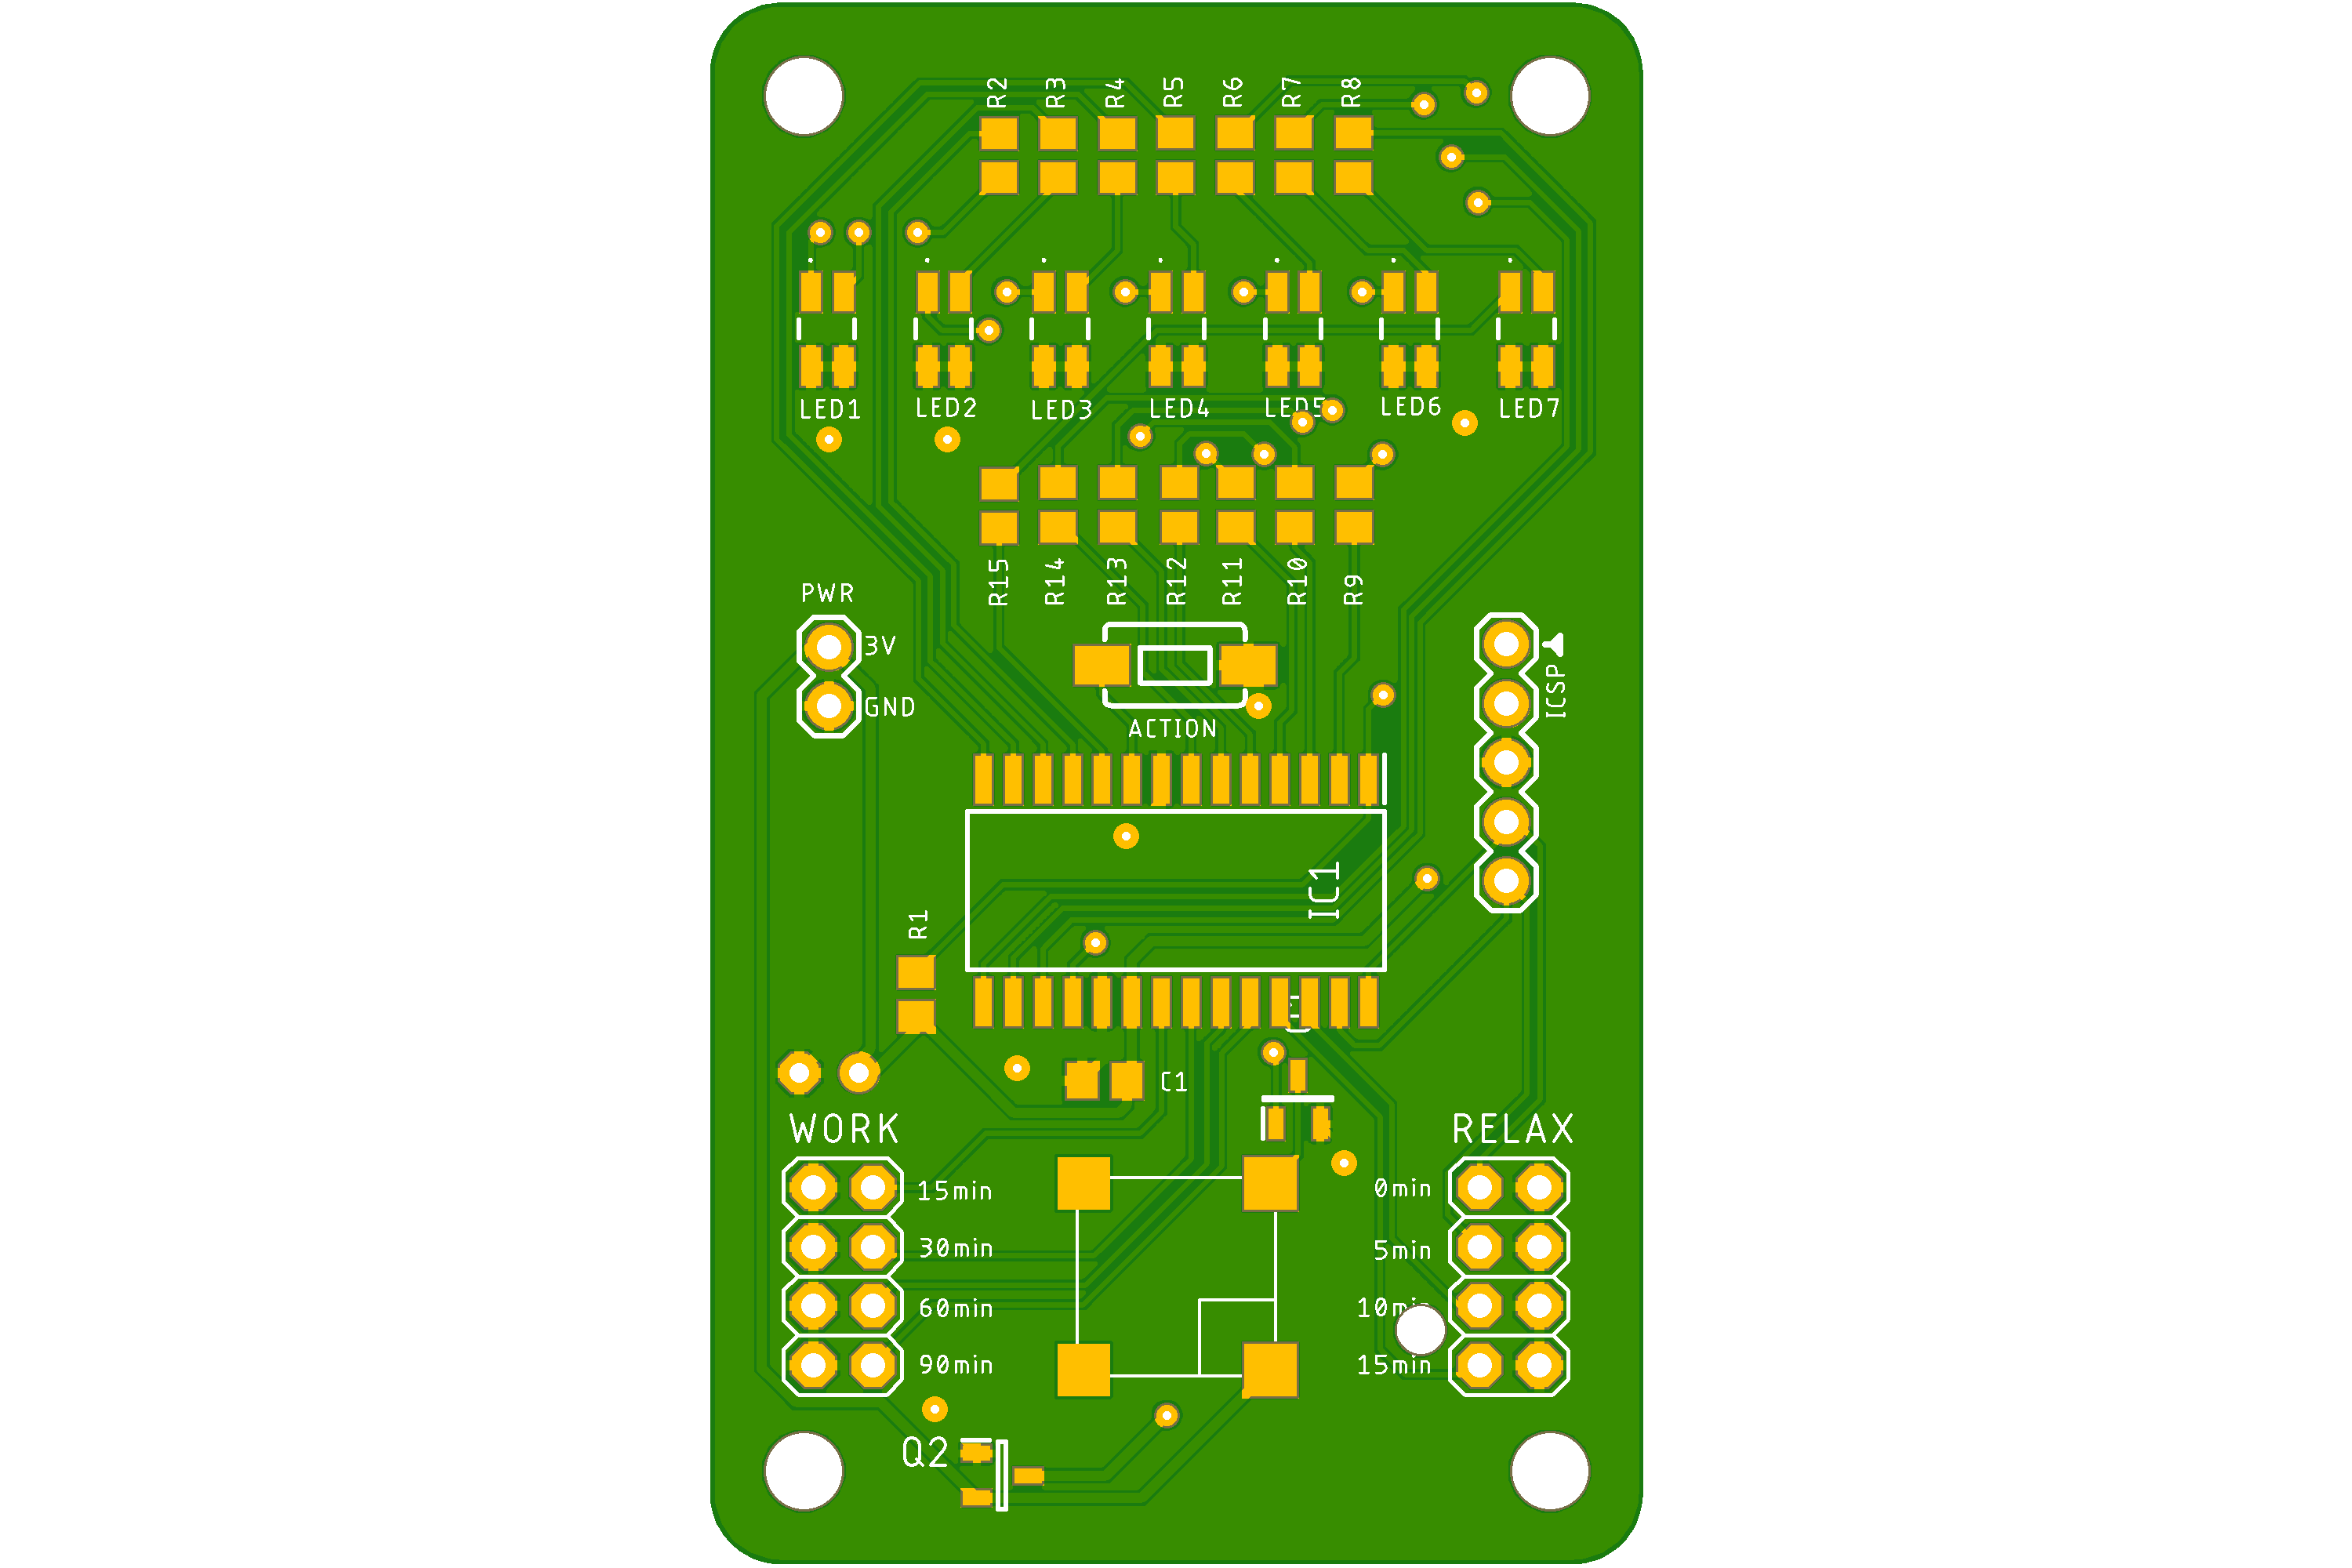 R2 R3 R4 R5 R6 R7 R8
LED1 LED2 LED3 LED4 LED5 LED6 LED7
R15 R14 R13 R12 R11 R10 R9
PWR
3V
GND
ICSP
ACTION
IC1
R1
C1
WORK
RELAX
15min
30min
60min
90min
0min
5min
10min
15min
Q2